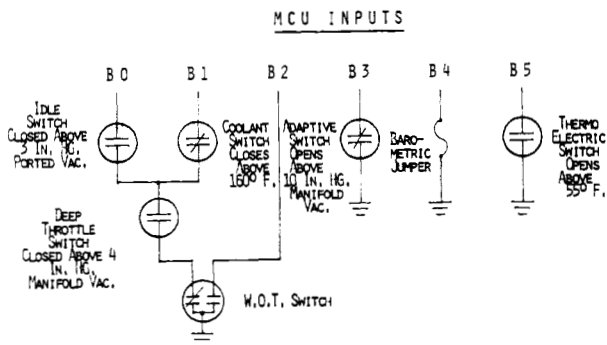 MCU INPUTS
B0 B1 B2 B3 B4 B5
IDLE
SWITCH
CLOSED ABOVE
3 IN. HG.
PORTED VAC.
COOLANT
SWITCH
CLOSES
ABOVE
160º F.
ADAPTIVE
SWITCH
OPENS
ABOVE
10 IN. HG.
MANIFOLD
VAC.
BARO-
METRIC
JUMPER
THERMO
ELECTRIC
SWITCH
OPENS
ABOVE
55º F.
DEEP
THROTTLE
SWITCH
CLOSED ABOVE 4
IN. HG.
MANIFOLD VAC.
W.O.T. SWITCH